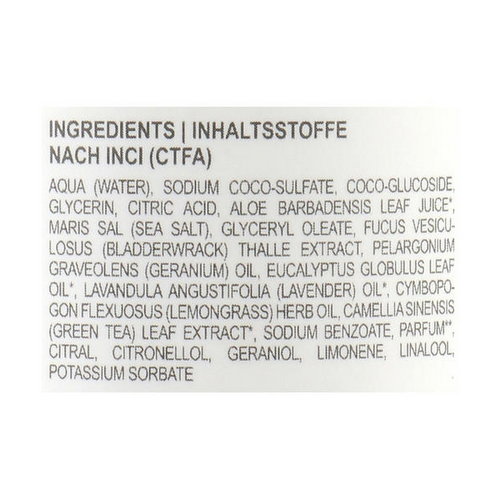 INGREDIENTS | INHALTSSTOFFE
NACH INCI (CTFA)
AQUA (WATER), SODIUM COCO-SULFATE, COCO-GLUCOSIDE,
GLYCERIN, CITRIC ACID, ALOE BARBADENSIS LEAF JUICE*,
MARIS SAL (SEA SALT), GLYCERYL OLEATE, FUCUS VESICU-
LOSUS (BLADDERWRACK) THALLE EXTRACT, PELARGONIUM
GRAVEOLENS (GERANIUM) OIL, EUCALYPTUS GLOBULUS LEAF
OIL*, LAVANDULA ANGUSTIFOLIA (LAVENDER) OIL*, CYMBOPO-
GON FLEXUOSUS (LEMONGRASS) HERB OIL, CAMELLIA SINENSIS
(GREEN TEA) LEAF EXTRACT*, SODIUM BENZOATE, PARFUM**,
CITRAL, CITRONELLOL, GERANIOL, LIMONENE, LINALOOL,
POTASSIUM SORBATE